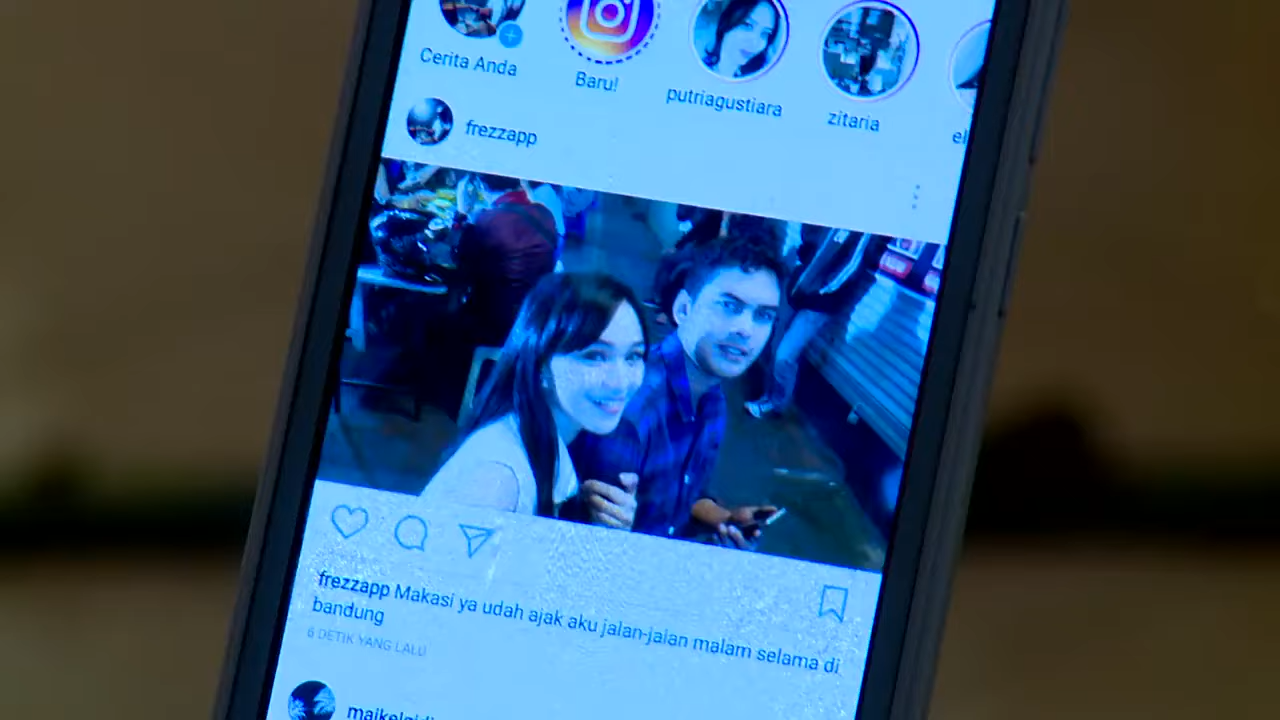 Cerita Anda
Baru!
putriagustiara
zitaria
el
frezzapp
frezzapp Makasi ya udah ajak aku jalan-jalan malam selama di
bandung
6 DETIK YANG LALU